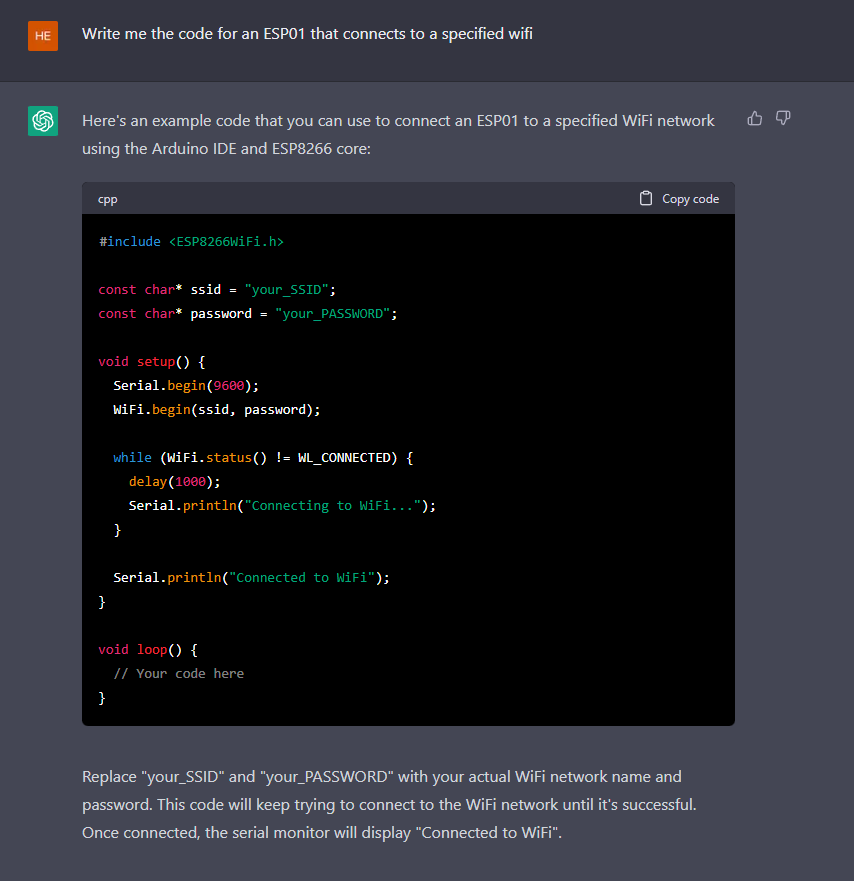 HE
Write me the code for an ESP01 that connects to a specified wifi
Here's an example code that you can use to connect an ESP01 to a specified WiFi network
using the Arduino IDE and ESP8266 core:
cpp
Copy code
#include <ESP8266WiFi.h>
const char* ssid = "your_SSID";
const char* password = "your_PASSWORD";
void setup() {
  Serial.begin(9600);
  WiFi.begin(ssid, password);
  while (WiFi.status() != WL_CONNECTED) {
    delay(1000);
    Serial.println("Connecting to WiFi...");
  }
  Serial.println("Connected to WiFi");
}
void loop() {
  // Your code here
}
Replace "your_SSID" and "your_PASSWORD" with your actual WiFi network name and
password. This code will keep trying to connect to the WiFi network until it's successful.
Once connected, the serial monitor will display "Connected to WiFi".